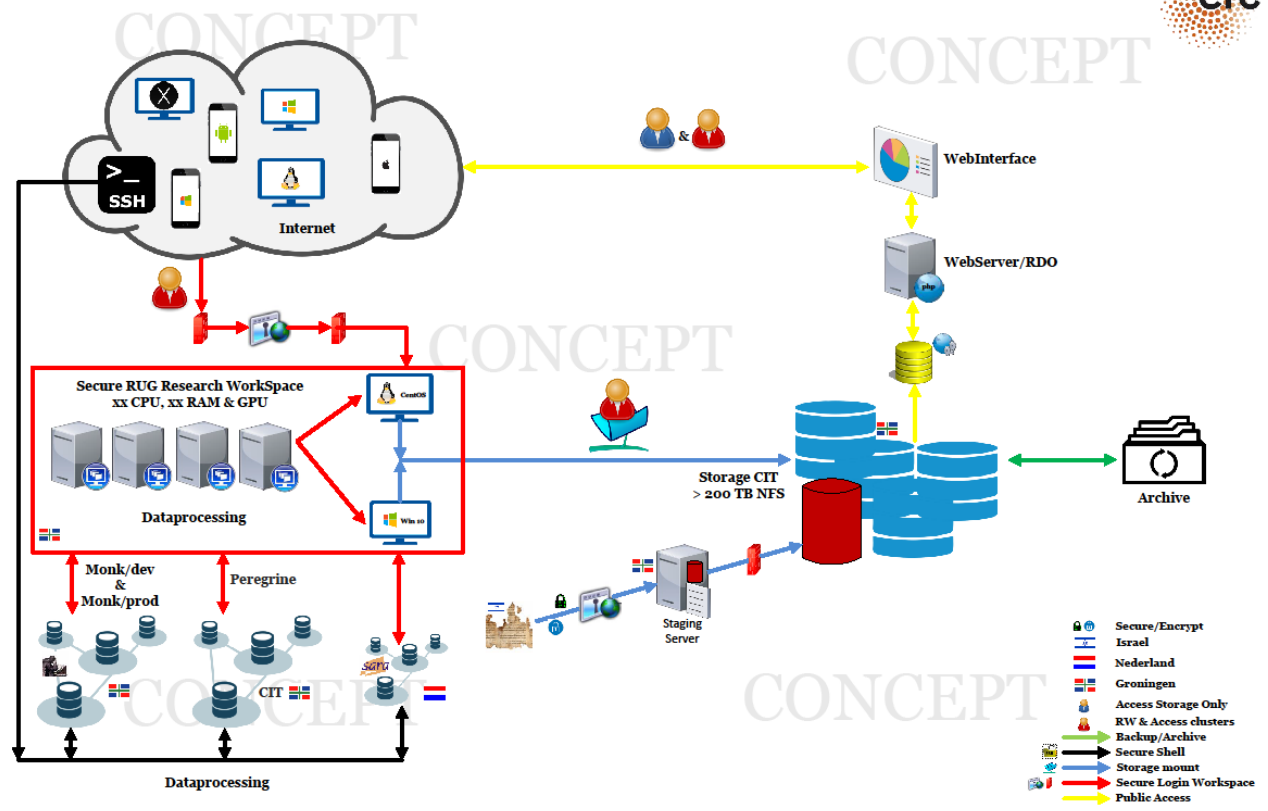 CONCEPT
CONCEPT
>_
SSH
Internet
&
WebInterface
WebServer/RDO
php
CONCEPT
Secure RUG Research WorkSpace
xx CPU, xx RAM & GPU
CentOS
Dataprocessing
Win 10
Storage CIT
> 200 TB NFS
Archive
Monk/dev
&
Monk/prod
Peregrine
Staging
Server
sara
CIT
CONCEPT
CONCEPT
Dataprocessing
Secure/Encrypt
Israel
Nederland
Groningen
Access Storage Only
RW & Access clusters
Backup/Archive
Secure Shell
Storage mount
Secure Login Workspace
Public Access